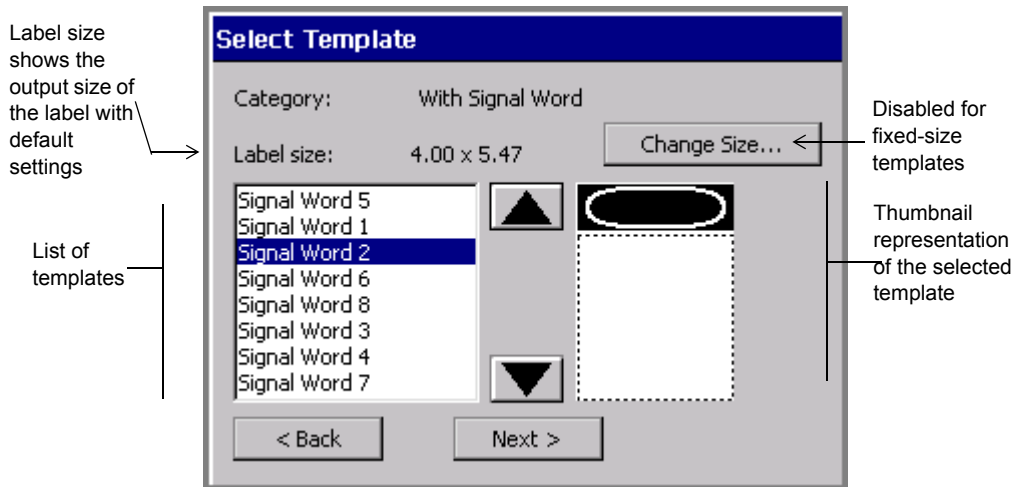 Label size
shows the
output size of
the label with
default
settings
List of
templates
Select Template
Category: With Signal Word
Label size: 4.00 x 5.47
Change Size...
Signal Word 5
Signal Word 1
Signal Word 2
Signal Word 6
Signal Word 8
Signal Word 3
Signal Word 4
Signal Word 7
< Back
Next >
Disabled for
fixed-size
templates
Thumbnail
representation
of the selected
template